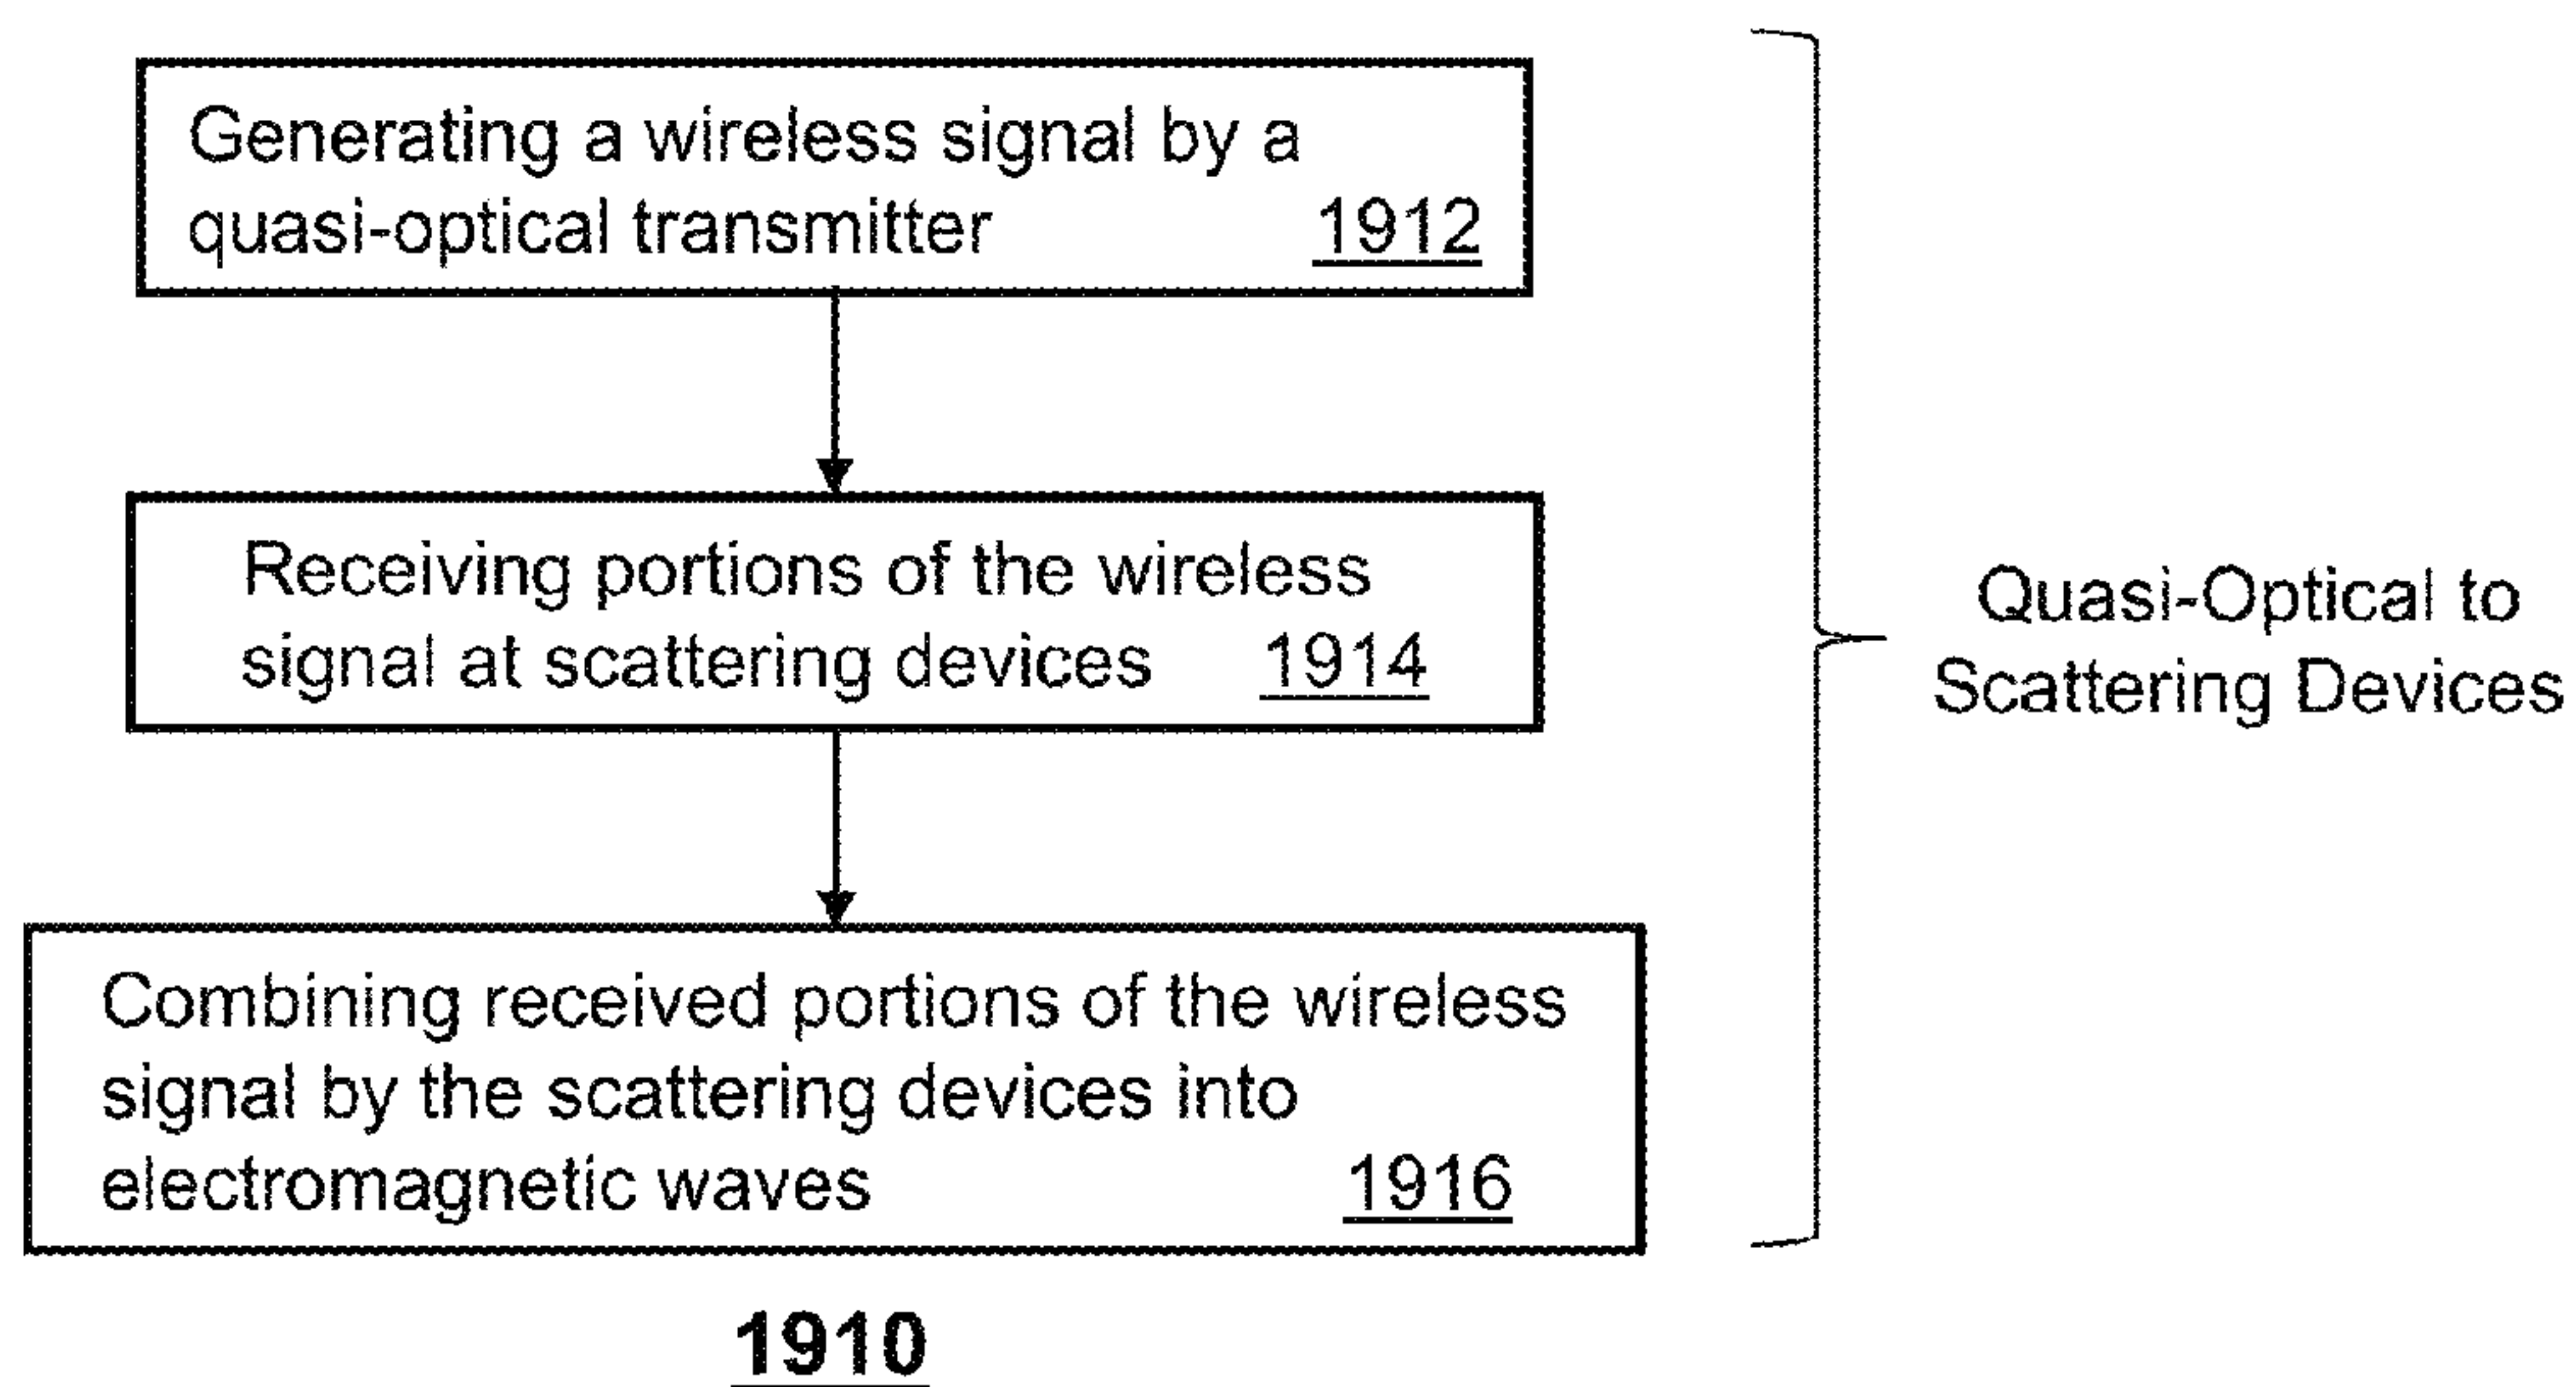 Generating a wireless signal by a
quasi-optical transmitter 1912
Receiving portions of the wireless
signal at scattering devices 1914
Combining received portions of the wireless
signal by the scattering devices into
electromagnetic waves 1916
1910
Quasi-Optical to
Scattering Devices